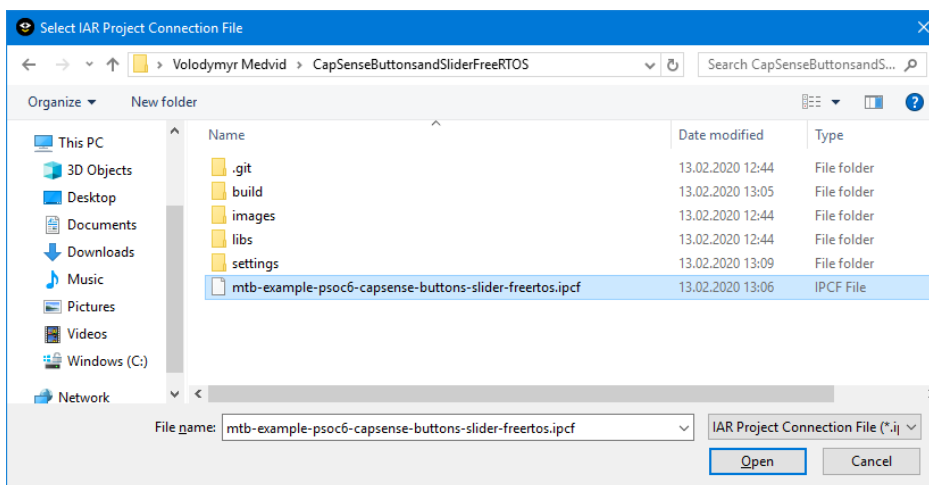 Select IAR Project Connection File
Volodymyr Medvid > CapSenseButtonsandSliderFreeRTOS Search CapSenseButtonsandS...
Organize New folder
Name Date modified Type
This PC
3D Objects
Desktop
Documents
Downloads
Music
Pictures
Videos
Windows (C:)
Network
.git 13.02.2020 12:44 File folder
build 13.02.2020 13:05 File folder
images 13.02.2020 12:44 File folder
libs 13.02.2020 12:44 File folder
settings 13.02.2020 13:09 File folder
mtb-example-psoc6-capsense-buttons-slider-freertos.ipcf 13.02.2020 13:06 IPCF File
File name: mtb-example-psoc6-capsense-buttons-slider-freertos.ipcf IAR Project Connection File (*.ip
Open Cancel